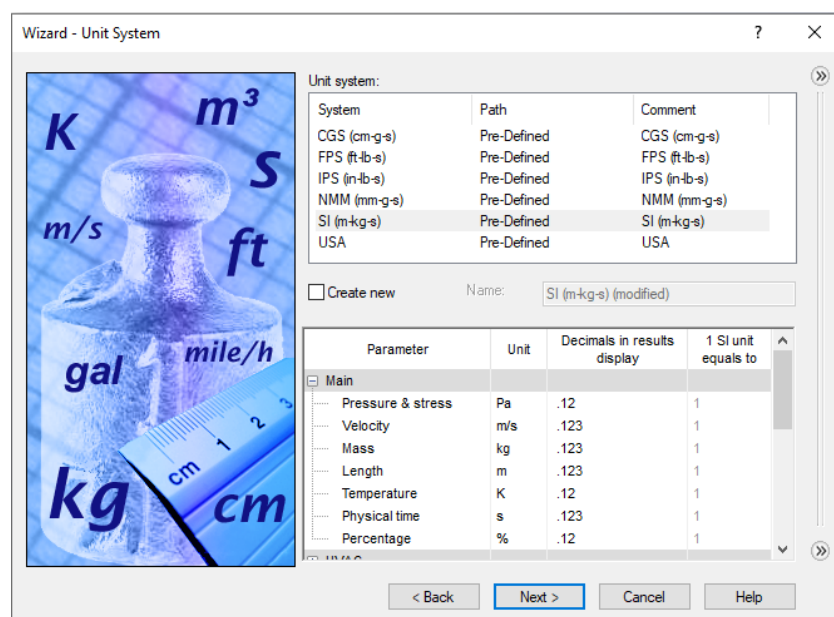 Wizard - Unit System ?
K
m³
s
m/s
ft
gal
mile/h
kg
cm 1 2 3
cm
Unit system:
System Path Comment
CGS (cm-g-s) Pre-Defined CGS (cm-g-s)
FPS (ft-lb-s) Pre-Defined FPS (ft-lb-s)
IPS (in-lb-s) Pre-Defined IPS (in-lb-s)
NMM (mm-g-s) Pre-Defined NMM (mm-g-s)
SI (m-kg-s) Pre-Defined SI (m-kg-s)
USA Pre-Defined USA
Create new Name: SI (m-kg-s) (modified)
Parameter Unit Decimals in results display 1 SI unit equals to
Main
Pressure & stress Pa .12 1
Velocity m/s .123 1
Mass kg .123 1
Length m .123 1
Temperature K .12 1
Physical time s .123 1
Percentage % .12 1
HVAC
< Back Next > Cancel Help